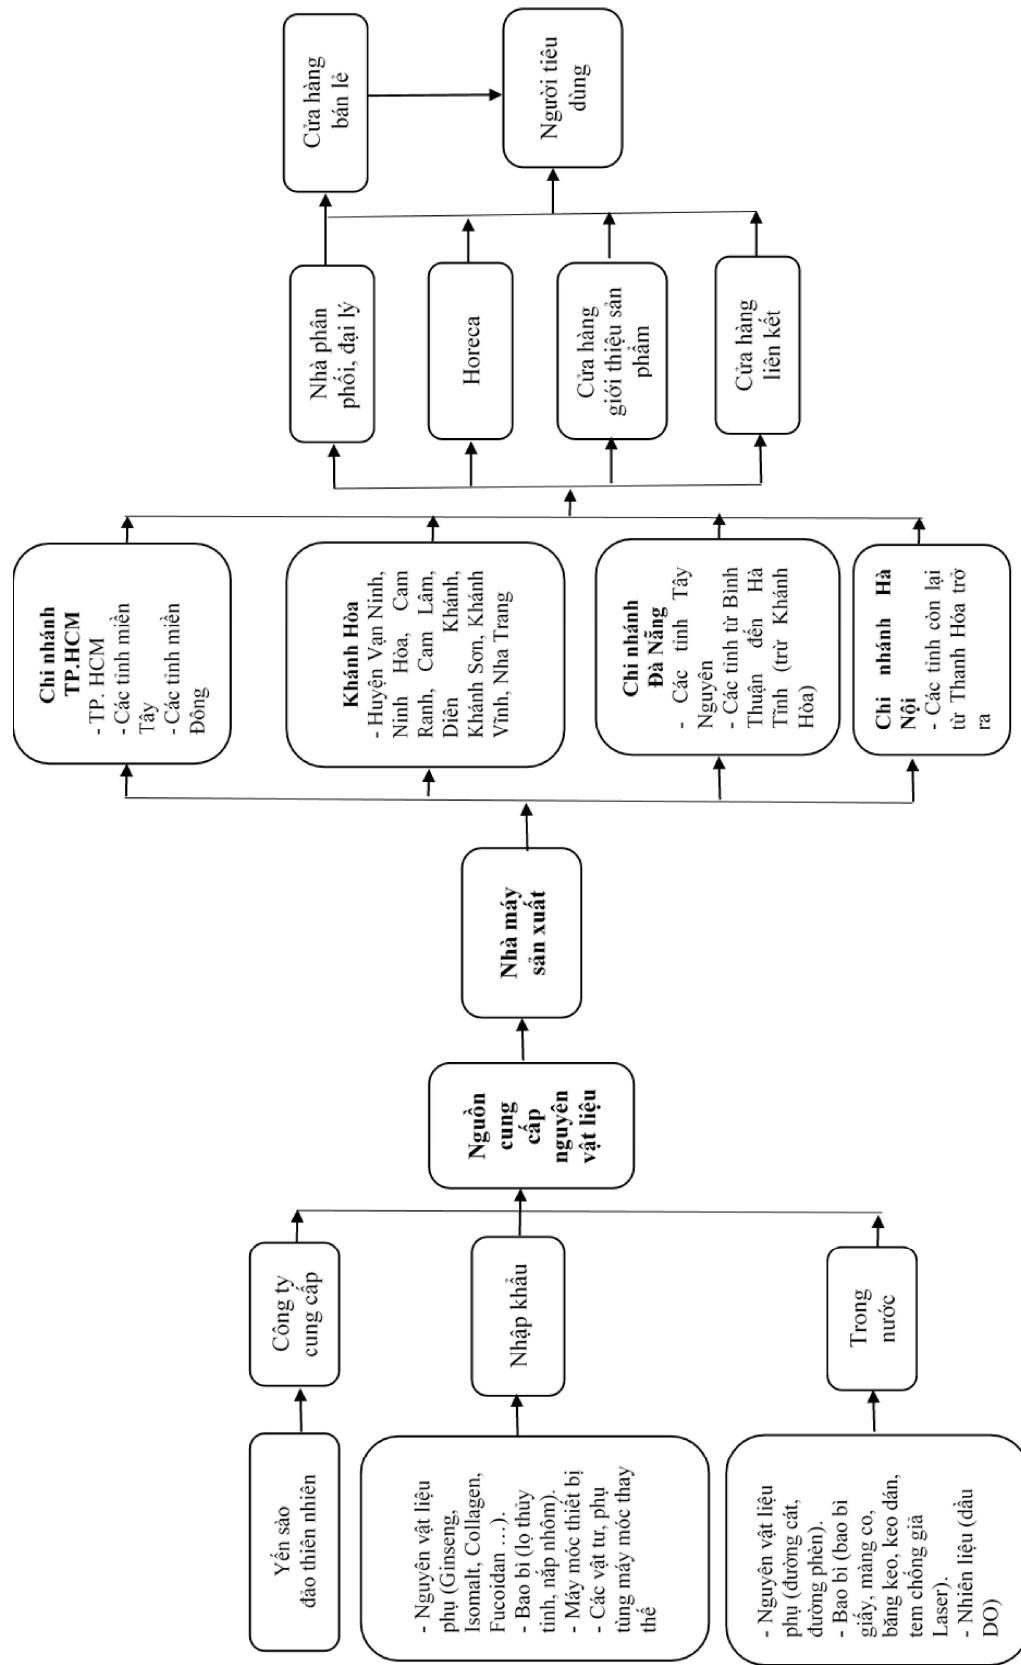 Yến sào
đảo thiên nhiên
- Nguyên vật liệu
phụ (Ginseng,
Isomalt, Collagen,
Fucoidan …).
- Bao bì (lọ thủy
tinh, nắp nhôm).
- Máy móc thiết bị
- Các vật tư, phụ
tùng máy móc thay
thế
- Nguyên vật liệu
phụ (đường cát,
đường phèn).
- Bao bì (bao bì
giấy, màng co,
băng keo, keo dán,
tem chống giả
Laser).
- Nhiên liệu (dầu
DO)
Công ty
cung cấp
Nhập khẩu
Trong
nước
Nguồn
cung
cấp
nguyên
vật liệu
Nhà máy
sản xuất
Chi nhánh
TP.HCM
- TP. HCM
- Các tỉnh miền
Tây
- Các tỉnh miền
Đông
Khánh Hòa
- Huyện Vạn Ninh,
Ninh Hòa, Cam
Ranh, Cam Lâm,
Diên Khánh,
Khánh Sơn, Khánh
Vĩnh, Nha Trang
Chi nhánh
Đà Nẵng
- Các tỉnh Tây
Nguyên
- Các tỉnh từ Bình
Thuận đến Hà
Tĩnh (trừ Khánh
Hòa)
Chi nhánh Hà
Nội
- Các tỉnh còn lại
từ Thanh Hóa trở
ra
Nhà phân
phối, đại lý
Horeca
Cửa hàng
giới thiệu sản
phẩm
Cửa hàng
liên kết
Cửa hàng
bán lẻ
Người tiêu
dùng